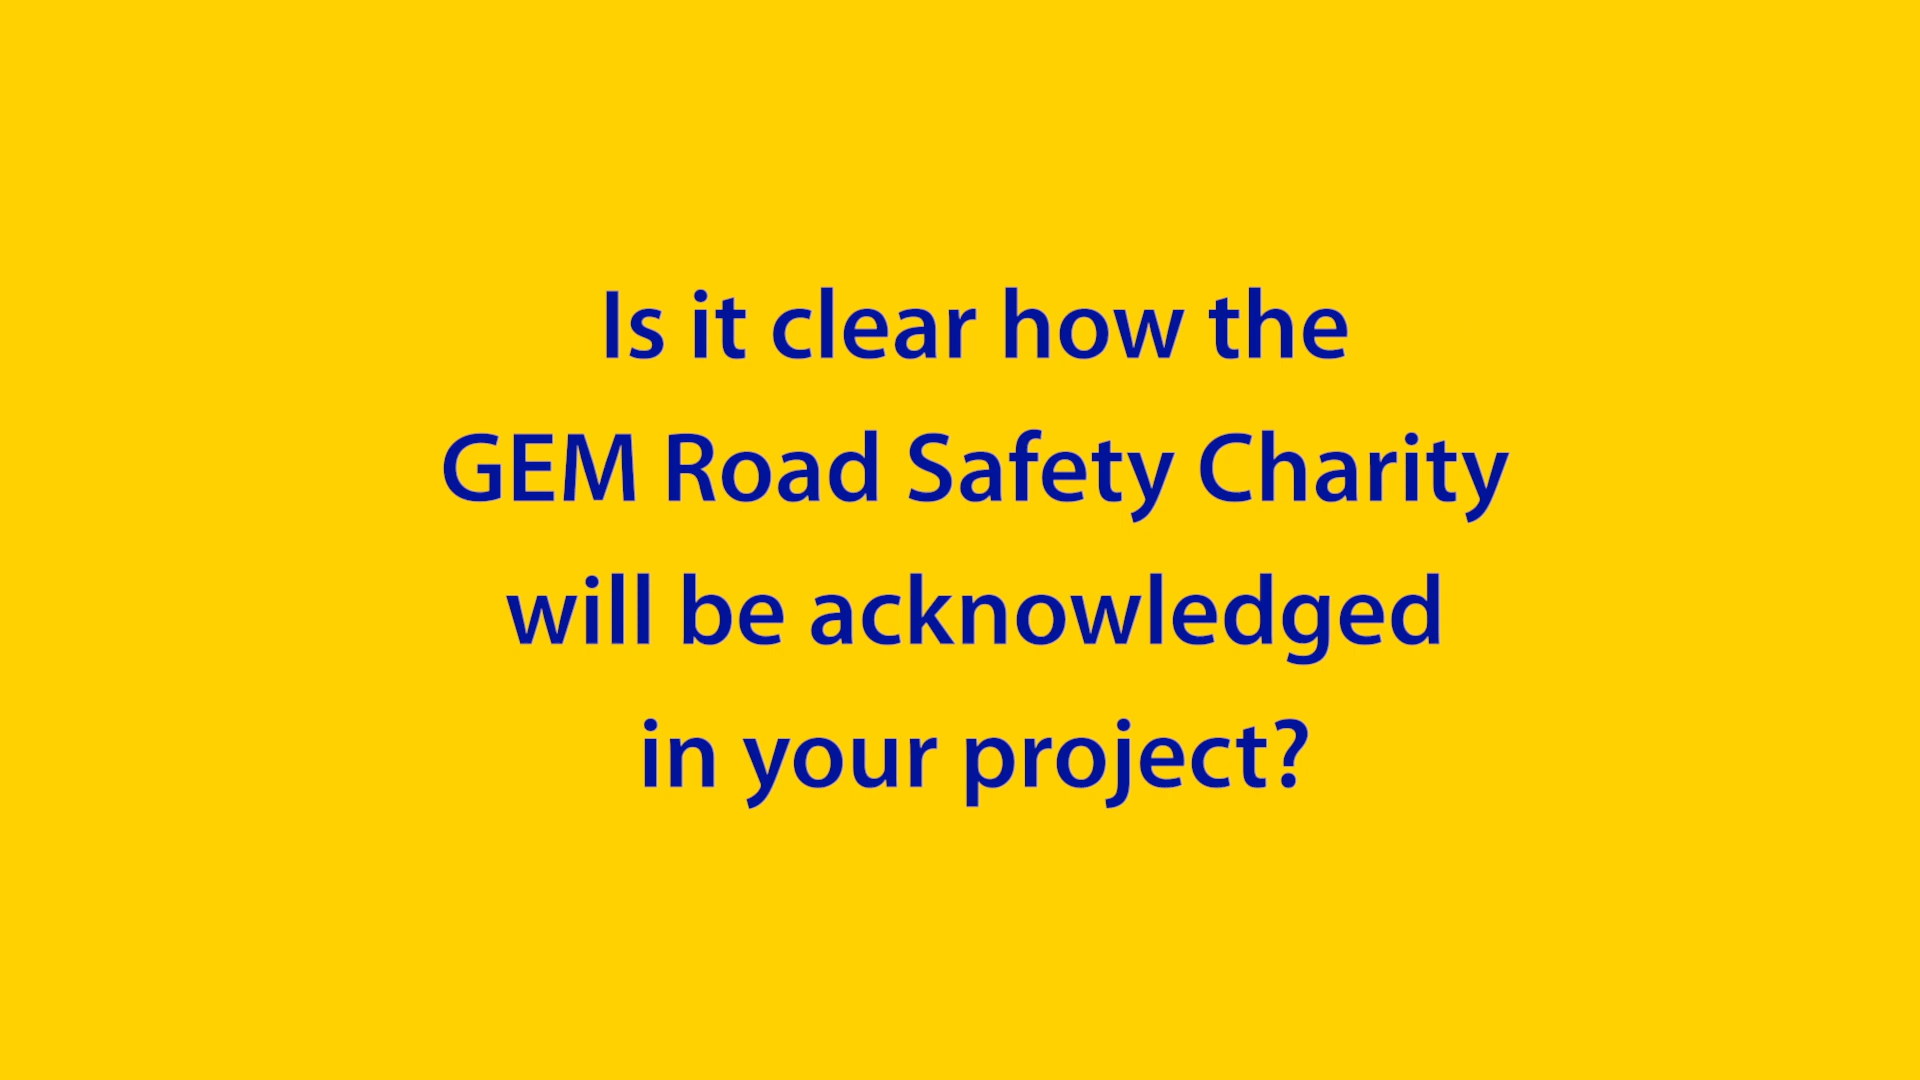 Is it clear how the
GEM Road Safety Charity
will be acknowledged
in your project?